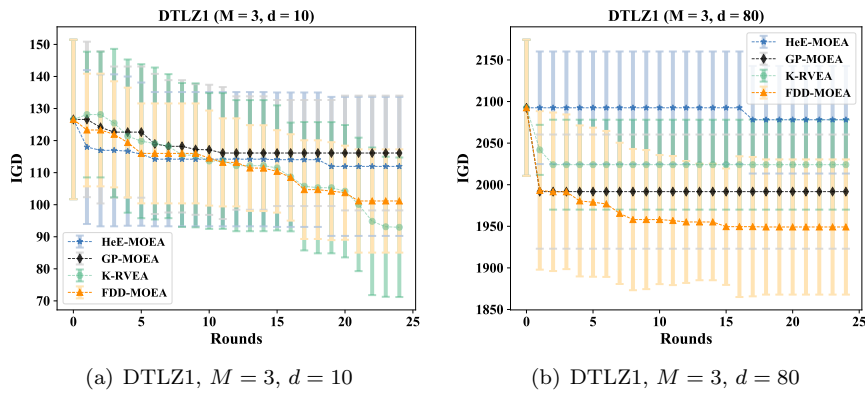 DTLZ1 (M = 3, d = 10)
IGD
150
140
130
120
110
100
90
80
70
HeE-MOEA
GP-MOEA
K-RVEA
FDD-MOEA
0
5
10
15
20
25
Rounds
(a) DTLZ1, M = 3, d = 10
DTLZ1 (M = 3, d = 80)
IGD
2150
2100
2050
2000
1950
1900
1850
HeE-MOEA
GP-MOEA
K-RVEA
FDD-MOEA
0
5
10
15
20
25
Rounds
(b) DTLZ1, M = 3, d = 80